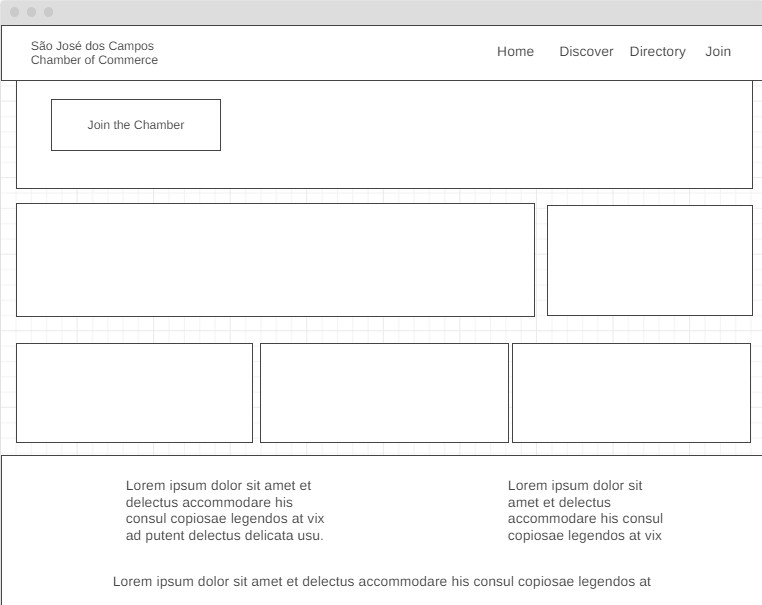 São José dos Campos
Chamber of Commerce
Home Discover Directory Join
Join the Chamber
Lorem ipsum dolor sit amet et
delectus accommodare his
consul copiosae legendos at vix
ad putent delectus delicata usu.
Lorem ipsum dolor sit
amet et delectus
accommodare his consul
copiosae legendos at vix
Lorem ipsum dolor sit amet et delectus accommodare his consul copiosae legendos at